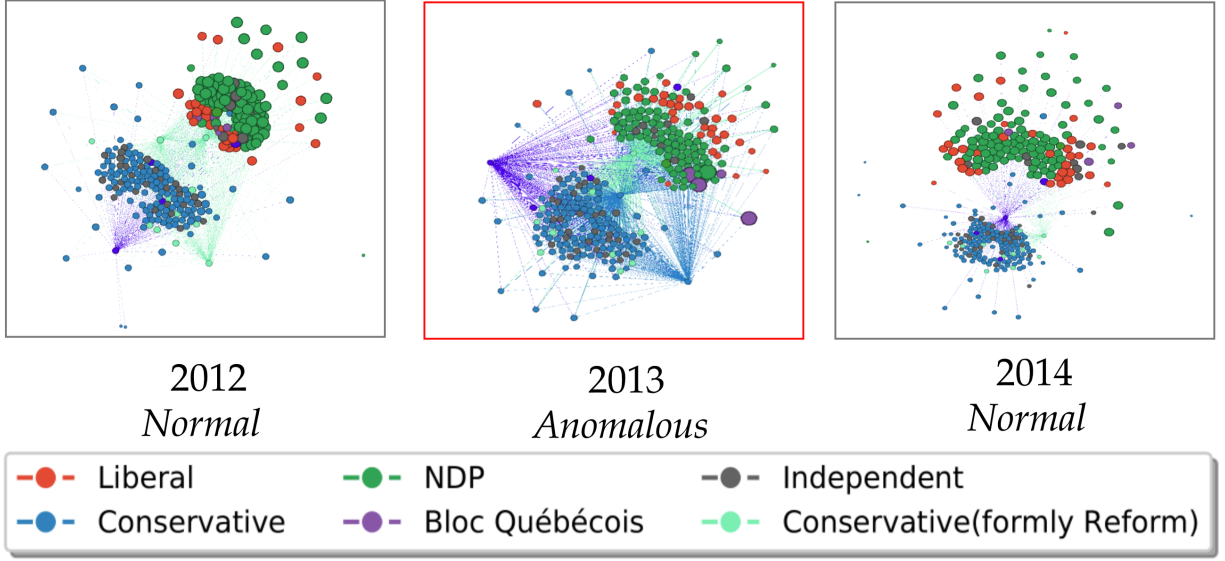 2012 2013 2014
Normal Anomalous Normal
Liberal NDP Independent
Conservative Bloc Québécois Conservative(formly Reform)